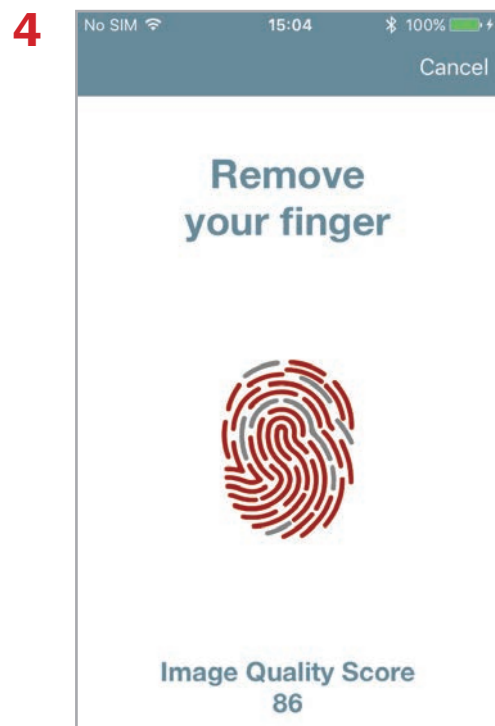 4
No SIM 15:04 100%
Cancel
Remove
your finger
Image Quality Score
86